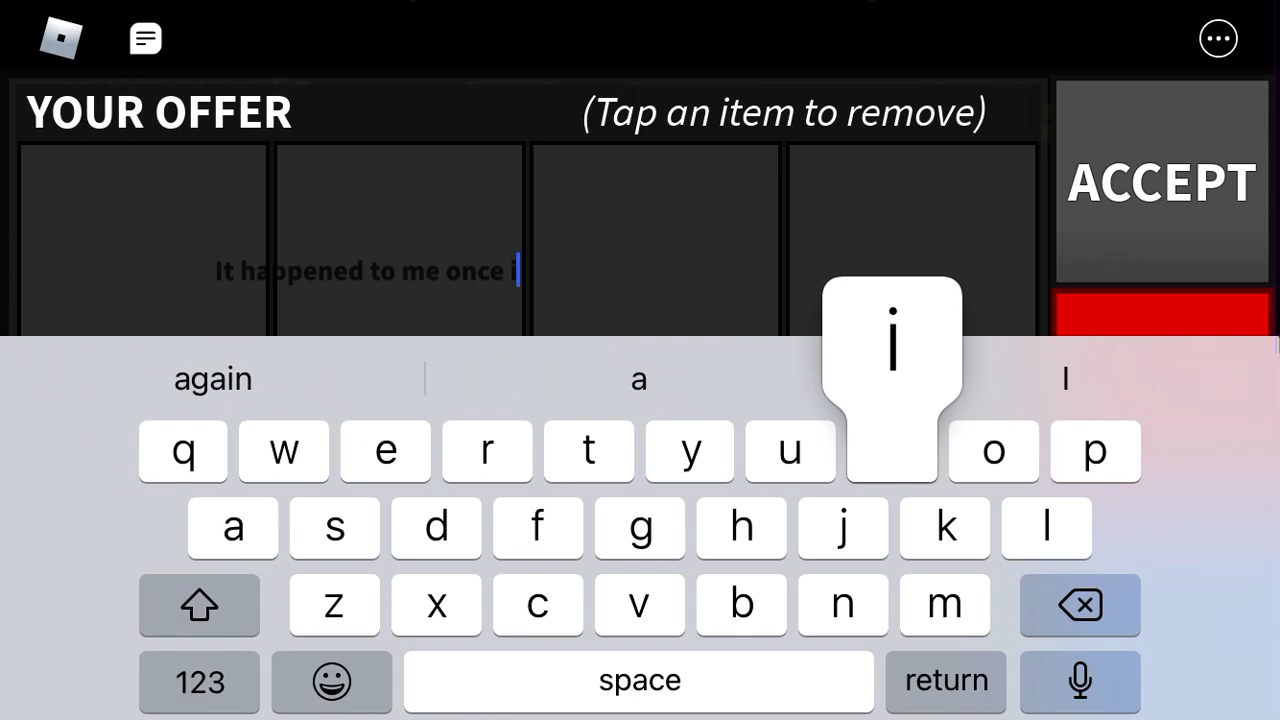 YOUR OFFER
(Tap an item to remove)
ACCEPT
It happened to me once i
i
again
a
I
q w e r t y u o p
a s d f g h j k l
z x c v b n m
123
space
return